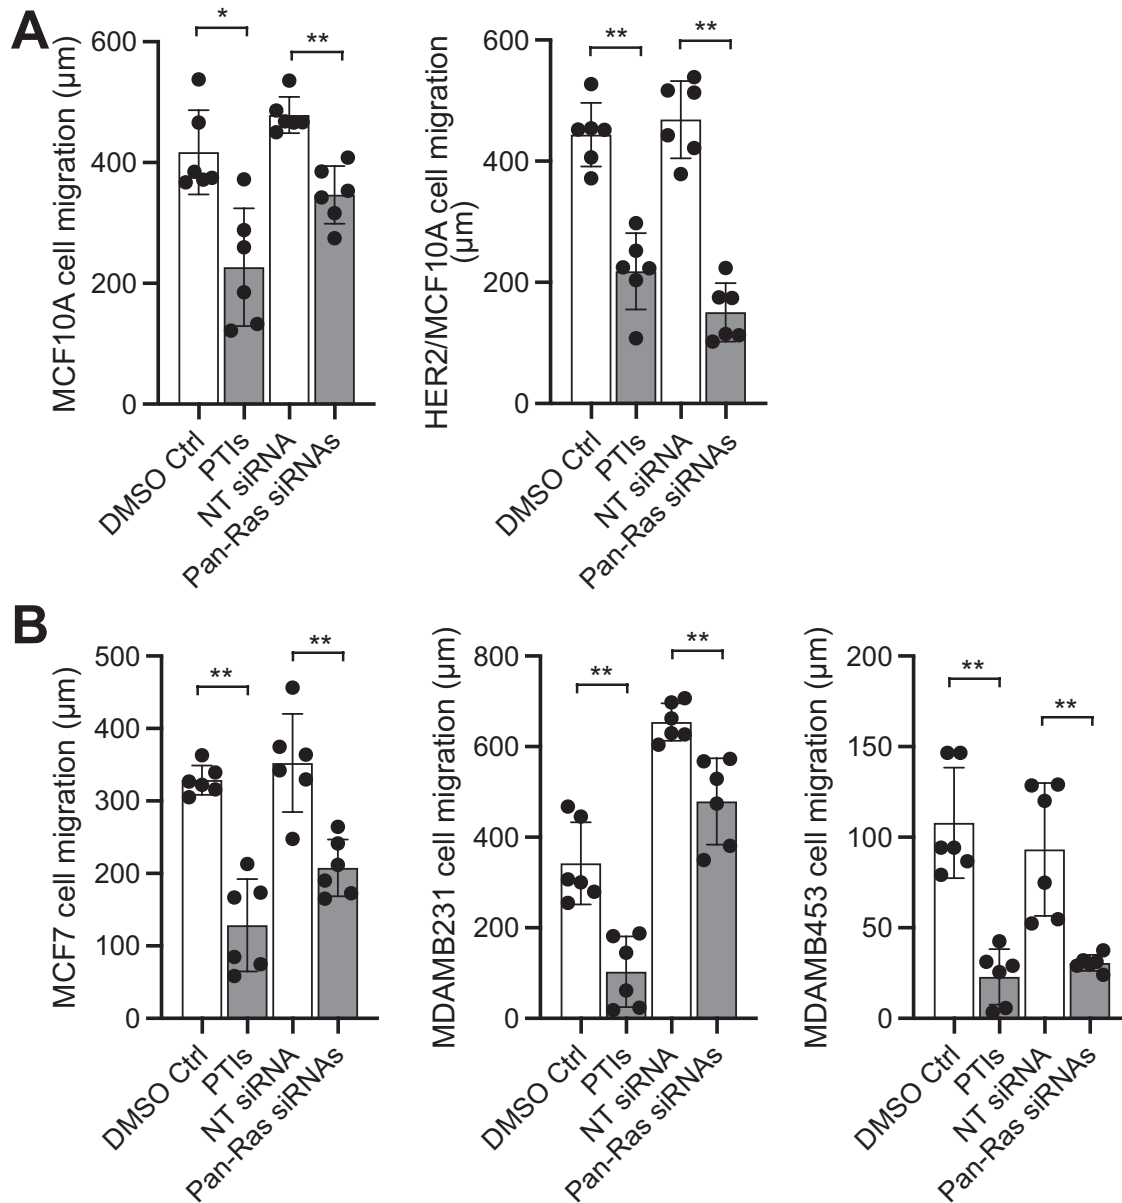 A
MCF10A cell migration (µm)
600
400
200
0
*
**
DMSO Ctrl
PTIs
NT siRNA
Pan-Ras siRNAs
HER2/MCF10A cell migration
(µm)
600
400
200
0
**
**
DMSO Ctrl
PTIs
NT siRNA
Pan-Ras siRNAs
B
MCF7 cell migration (µm)
500
400
300
200
100
0
**
**
DMSO Ctrl
PTIs
NT siRNA
Pan-Ras siRNAs
MDAMB231 cell migration (µm)
800
600
400
200
0
**
**
DMSO Ctrl
PTIs
NT siRNA
Pan-Ras siRNAs
MDAMB453 cell migration (µm)
200
150
100
50
0
**
**
DMSO Ctrl
PTIs
NT siRNA
Pan-Ras siRNAs